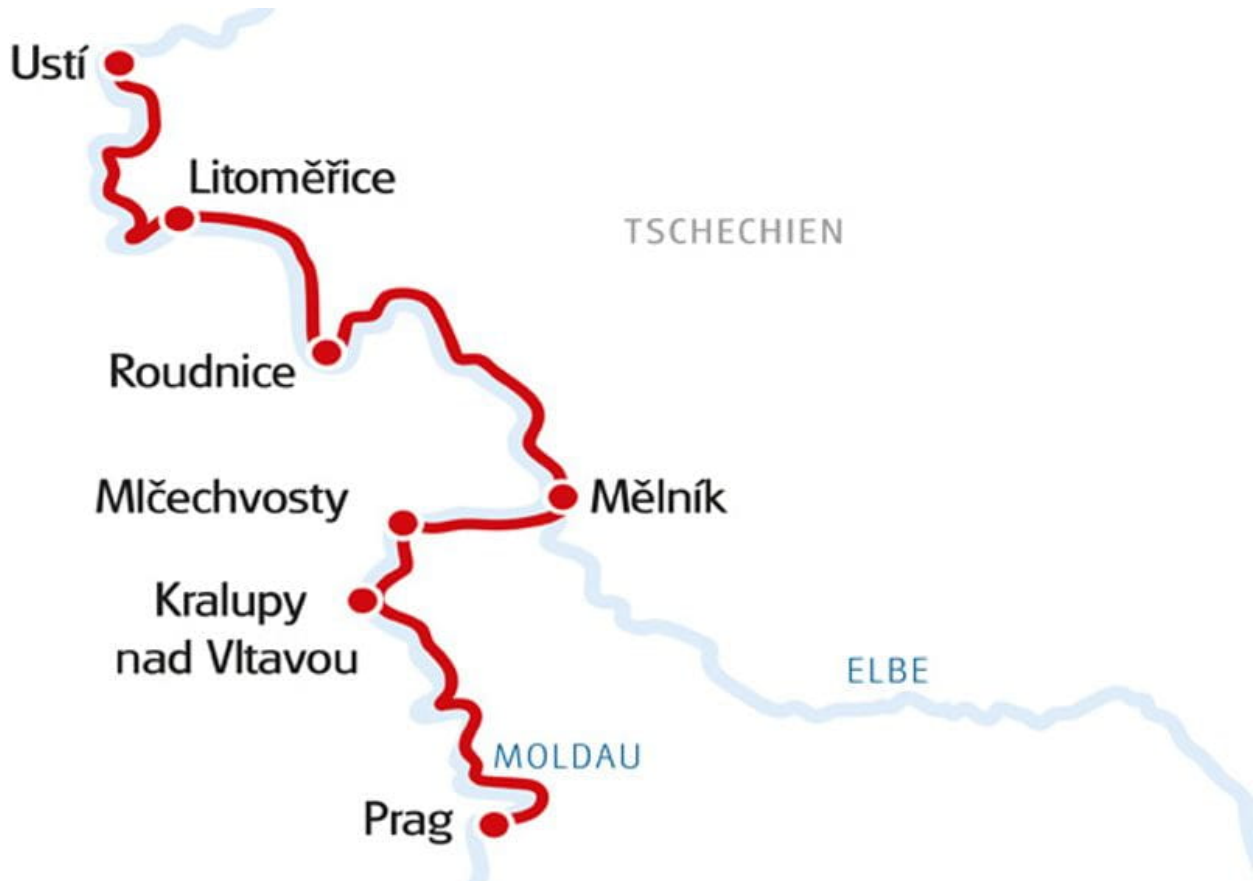 Ustí
Litoměřice
TSCHECHIEN
Roudnice
Mlčechvosty
Mělník
Kralupy
nad Vltavou
ELBE
MOLDAU
Prag